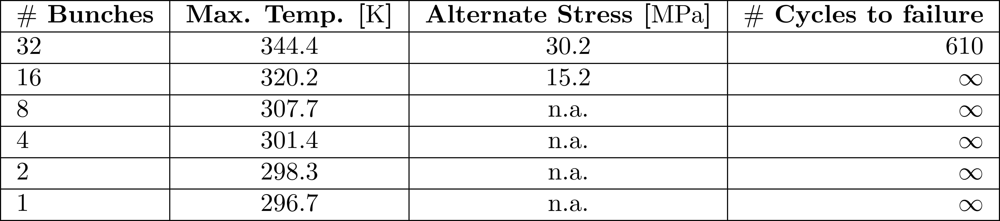 # Bunches Max. Temp. [K] Alternate Stress [MPa] # Cycles to failure
32 344.4 30.2 610
16 320.2 15.2 ∞
8 307.7 n.a. ∞
4 301.4 n.a. ∞
2 298.3 n.a. ∞
1 296.7 n.a. ∞